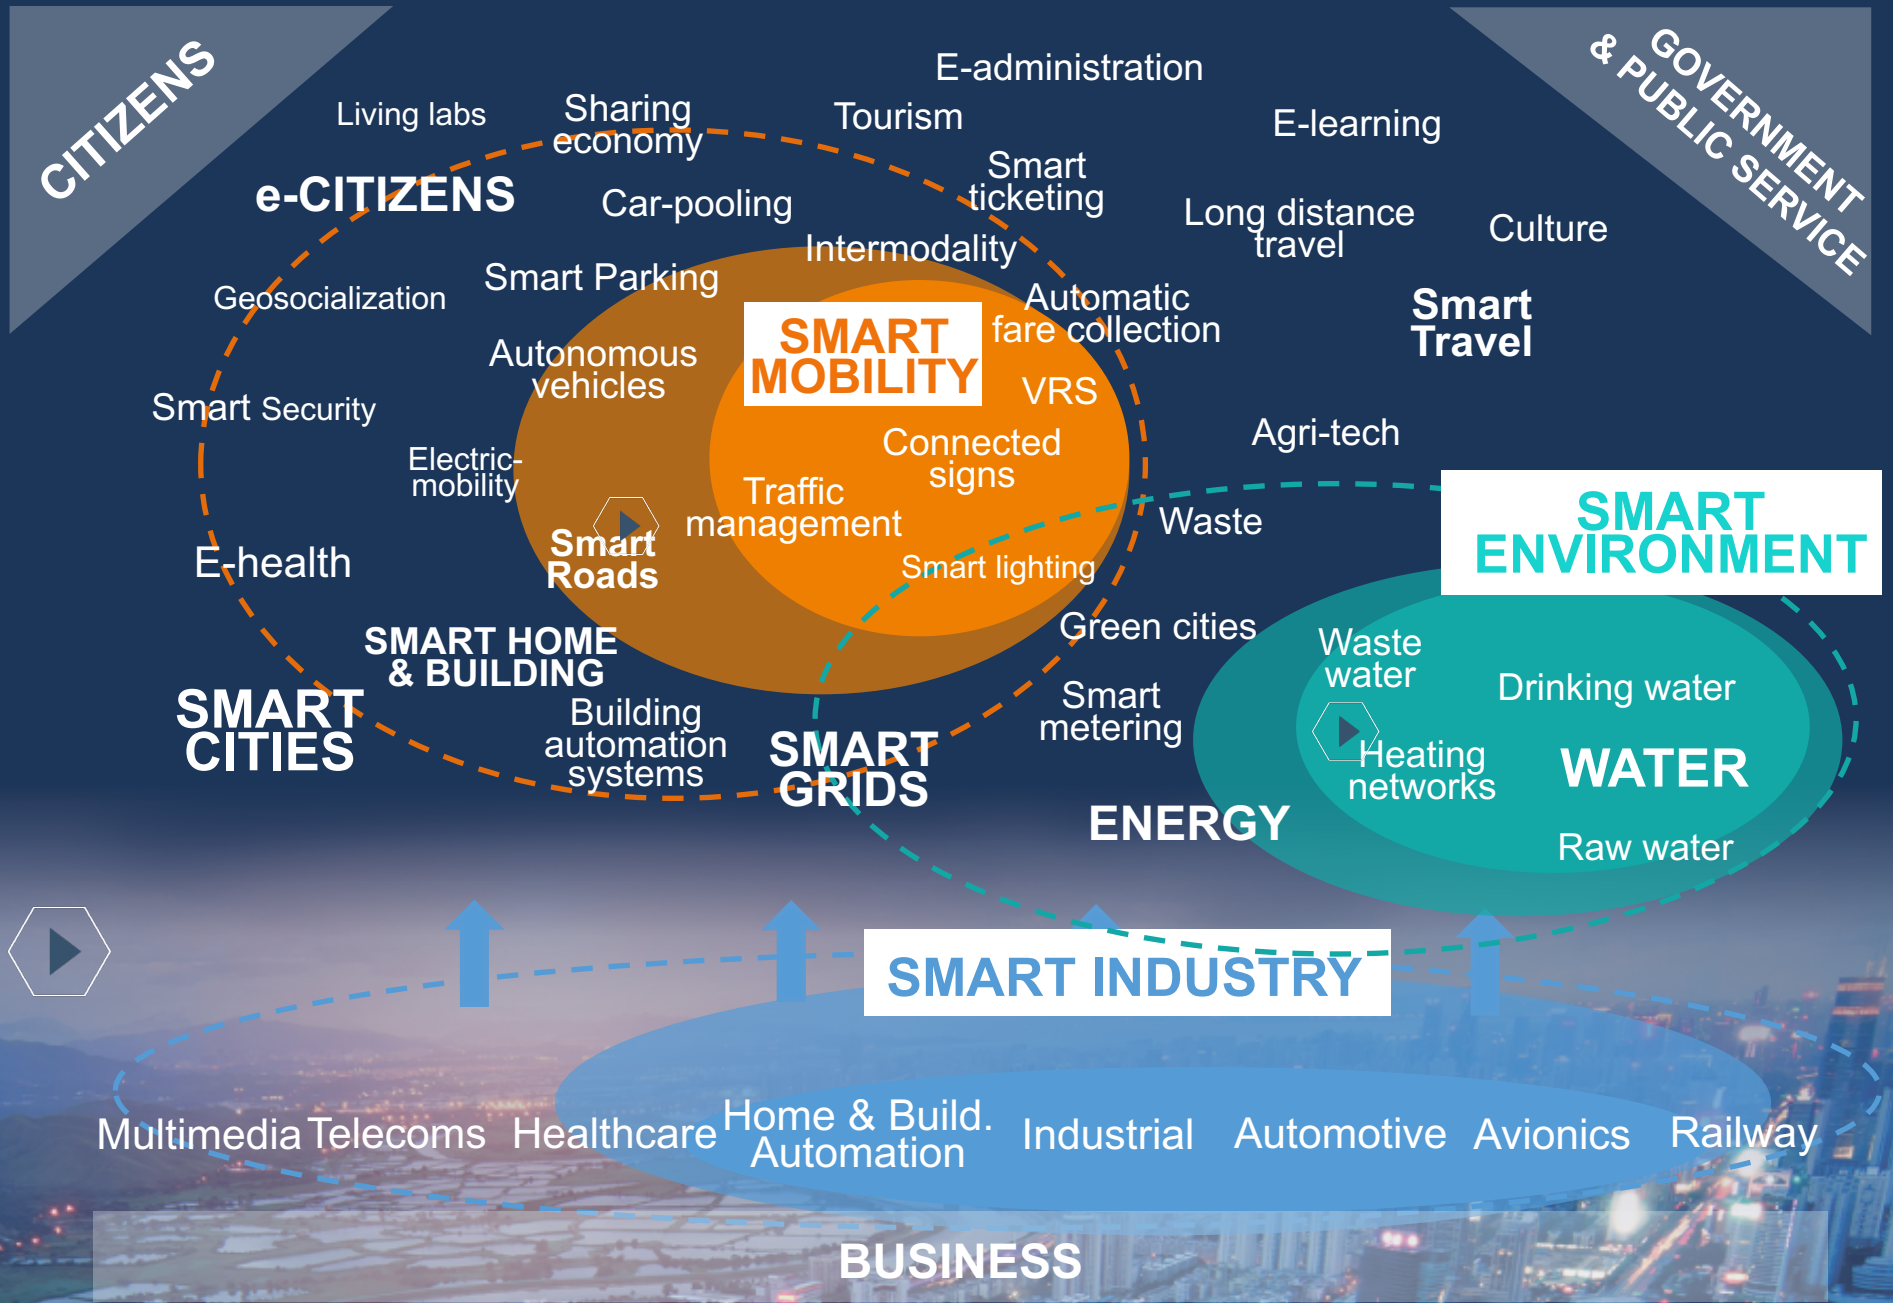 CITIZENS
GOVERNMENT
& PUBLIC SERVICE
E-administration
Living labs
Sharing
economy
Tourism
E-learning
Smart
ticketing
e-CITIZENS
Car-pooling
Long distance
travel
Culture
Intermodality
Smart Parking
Geosocialization
Automatic
fare collection
Smart
Travel
SMART
MOBILITY
Autonomous
vehicles
VRS
Smart Security
Connected
signs
Agri-tech
Electric-
mobility
Traffic
management
Waste
SMART
ENVIRONMENT
Smart
Roads
E-health
Smart lighting
Green cities
SMART HOME
& BUILDING
Waste
water
Drinking water
SMART
CITIES
Building
automation
systems
SMART
GRIDS
Smart
metering
Heating
networks
WATER
ENERGY
Raw water
SMART INDUSTRY
Multimedia
Telecoms
Healthcare
Home & Build.
Automation
Industrial
Automotive
Avionics
Railway
BUSINESS